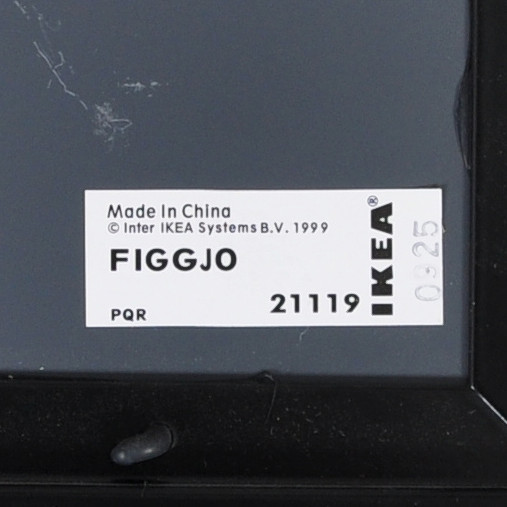 Made In China
© Inter IKEA Systems B.V. 1999
FIGGJO
PQR
21119
IKEA®
0325